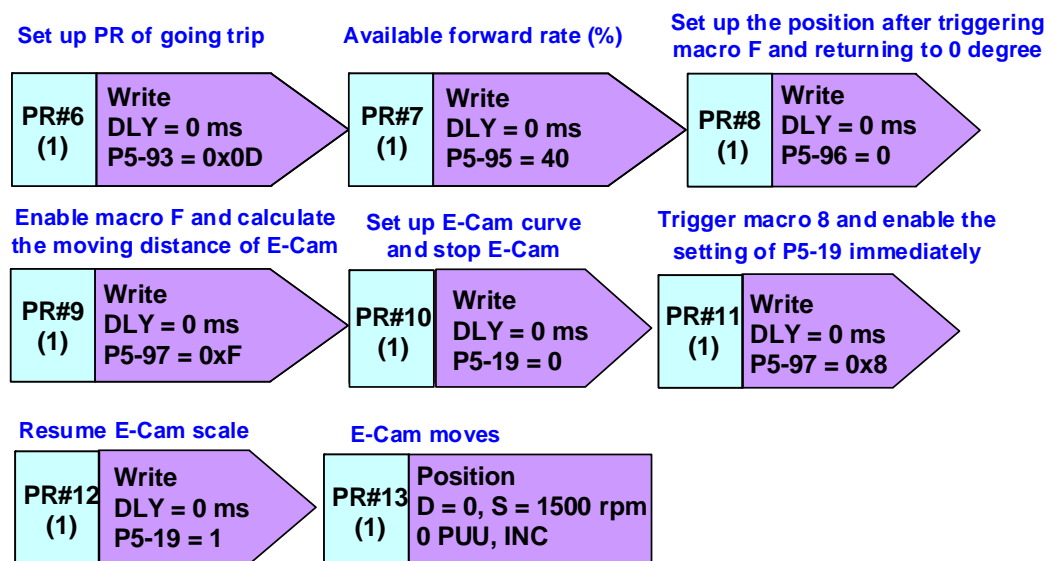 Set up PR of going trip
PR#6
(1)
Write
DLY = 0 ms
P5-93 = 0x0D
Available forward rate (%)
PR#7
(1)
Write
DLY = 0 ms
P5-95 = 40
Set up the position after triggering
macro F and returning to 0 degree
PR#8
(1)
Write
DLY = 0 ms
P5-96 = 0
Enable macro F and calculate
the moving distance of E-Cam
PR#9
(1)
Write
DLY = 0 ms
P5-97 = 0xF
Set up E-Cam curve
and stop E-Cam
PR#10
(1)
Write
DLY = 0 ms
P5-19 = 0
Trigger macro 8 and enable the
setting of P5-19 immediately
PR#11
(1)
Write
DLY = 0 ms
P5-97 = 0x8
Resume E-Cam scale
PR#12
(1)
Write
DLY = 0 ms
P5-19 = 1
E-Cam moves
PR#13
(1)
Position
D = 0, S = 1500 rpm
0 PUU, INC